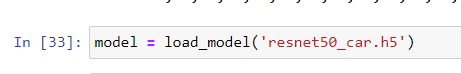 In [33]: model = load_model('resnet50_car.h5')